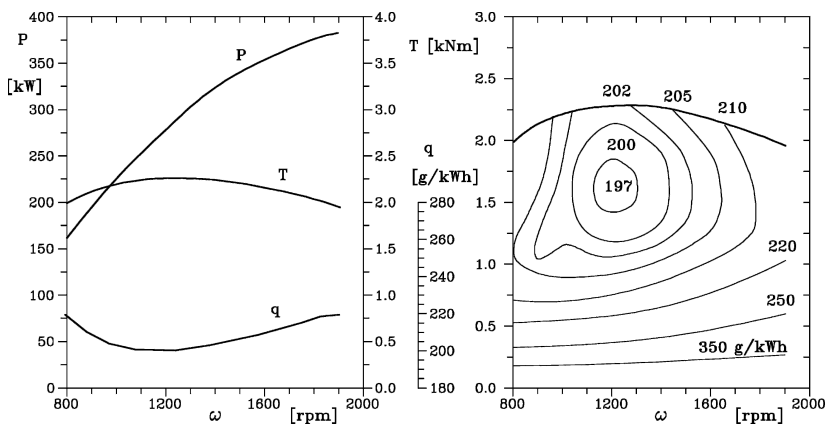 400 4.0 3.0
P T [kNm]
P 202 205 210
350 3.5 2.5
[kW]
300 3.0
2.0
250 2.5 q 200
T [g/kWh]
197
200 2.0 280 1.5
260
150 1.5 220
240 1.0
100 1.0 250
q 220
0.5
50 0.5 200 350 g/kWh
0 0.0 180 0.0
800 1200 1600 2000 800 1200 1600 2000
ω [rpm] ω [rpm]